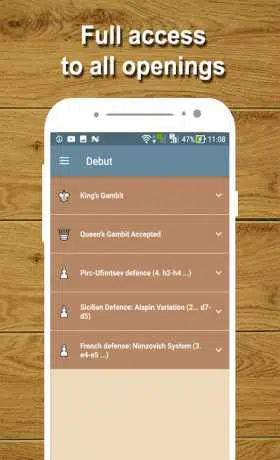 Full access
to all openings
47% 11:08
Debut
King's Gambit
Queen's Gambit Accepted
Pirc-Ufintsev defence (4. h2-h4 ...)
Sicilian Defence: Alapin Variation (2... d7-
d5)
French defense: Nimzovich System (3.
e4-e5 ...)